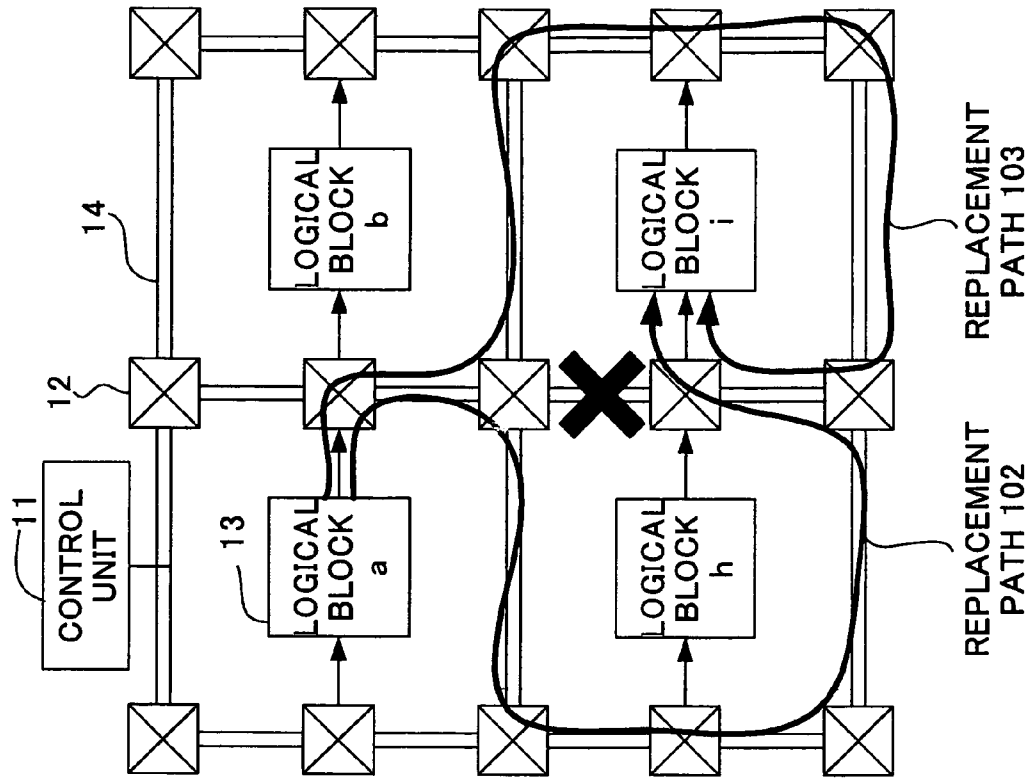 11
CONTROL
UNIT
12
14
13
LOGICAL
BLOCK
a
LOGICAL
BLOCK
b
LOGICAL
BLOCK
h
LOGICAL
BLOCK
i
REPLACEMENT
PATH 102
REPLACEMENT
PATH 103